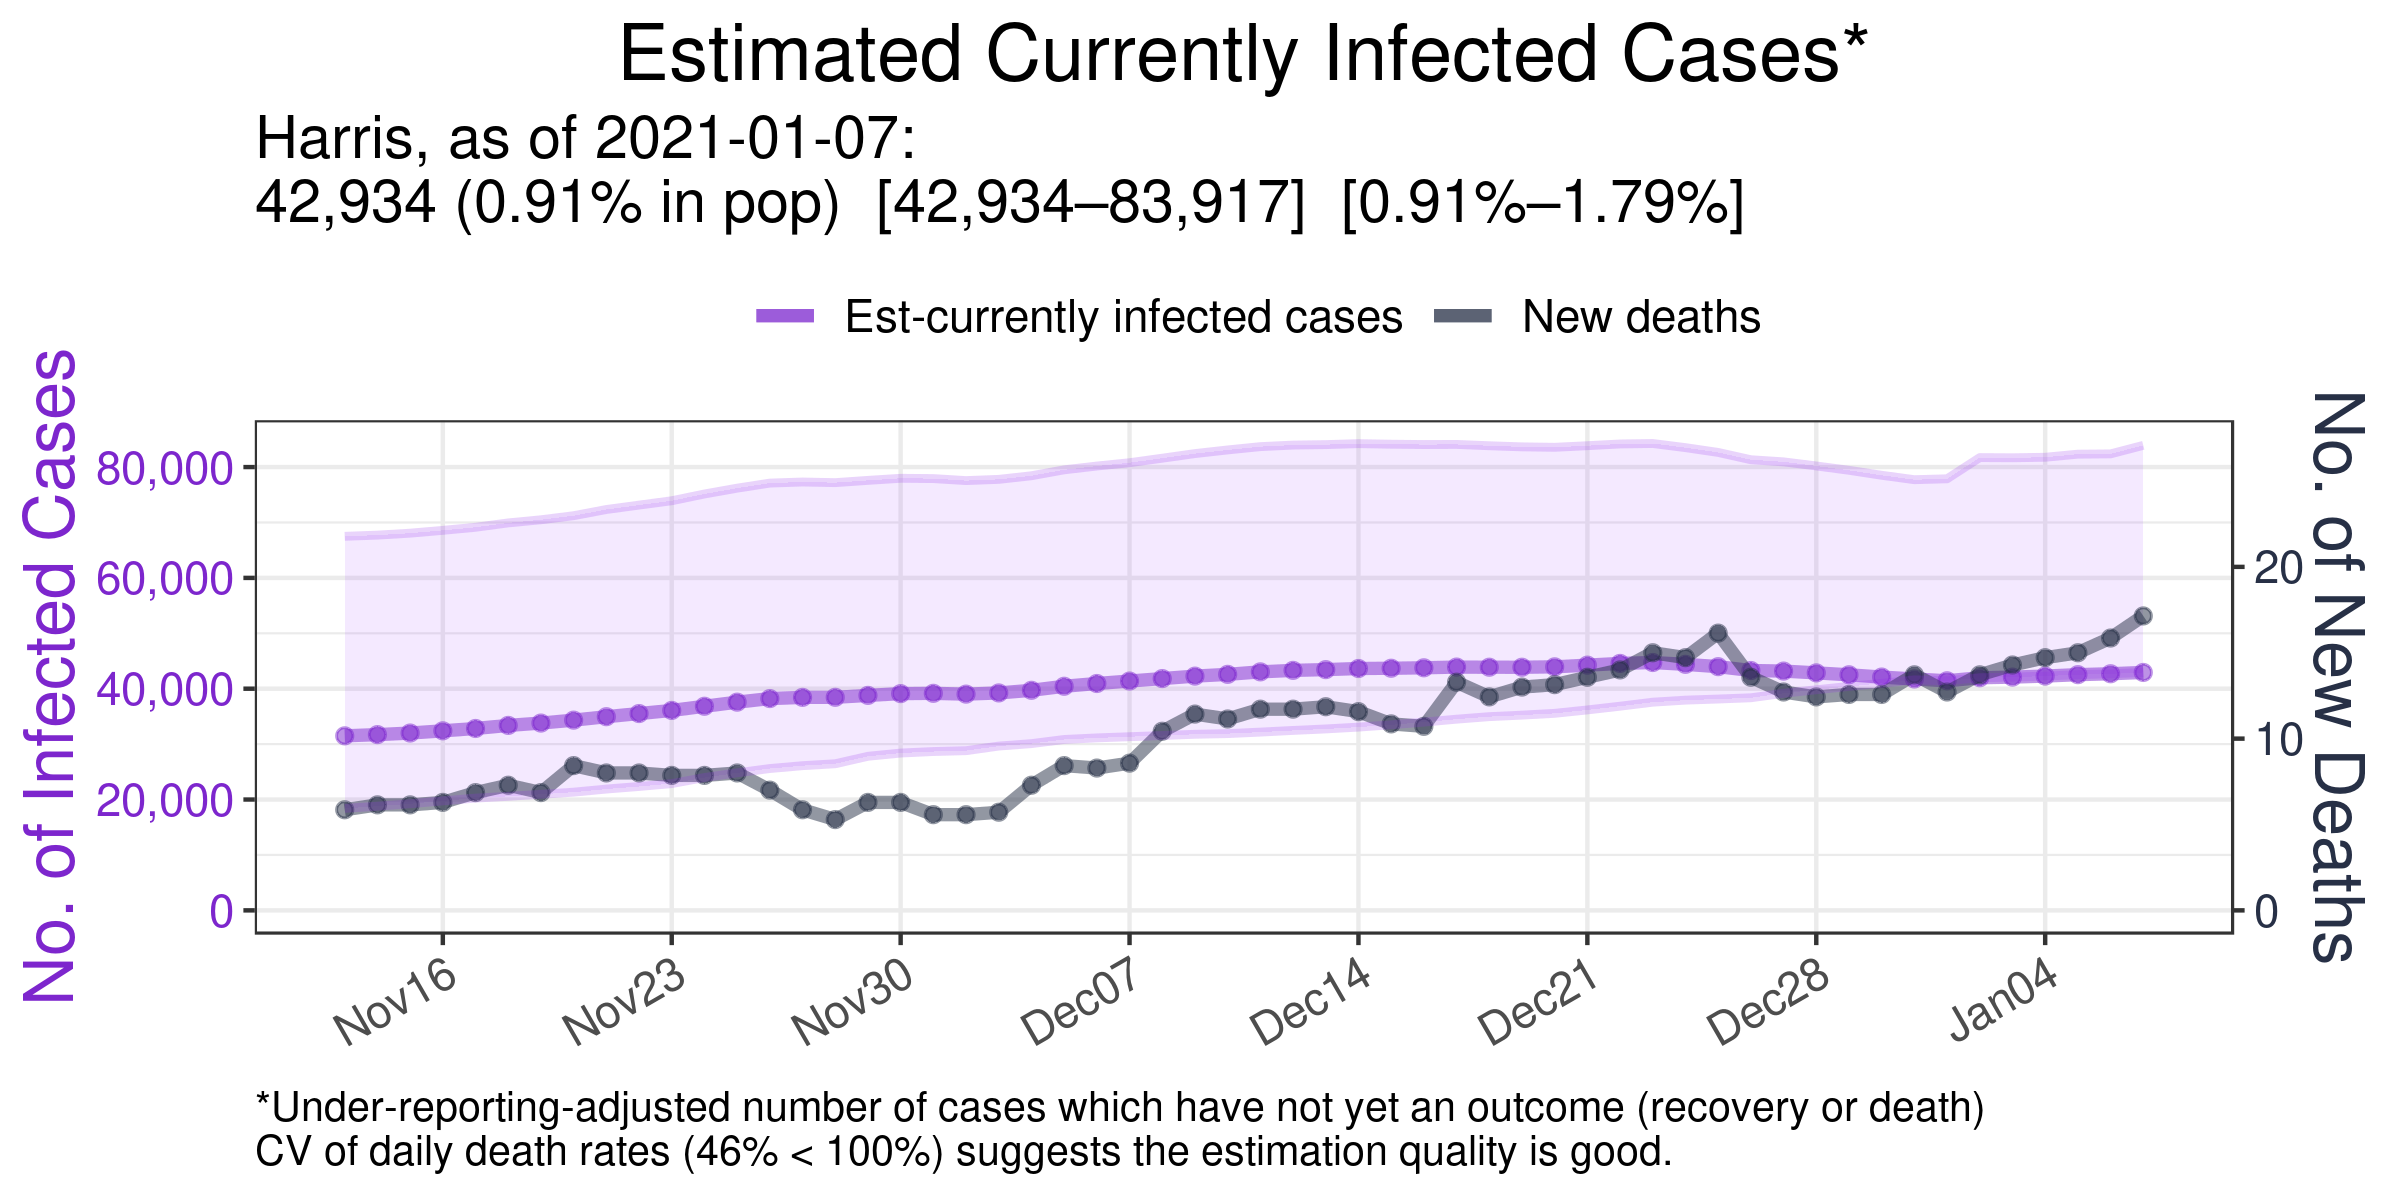 Estimated Currently Infected Cases*
Harris, as of 2021-01-07:
42,934 (0.91% in pop)  [42,934–83,917]  [0.91%–1.79%]
Est-currently infected cases
New deaths
No. of Infected Cases
80,000
60,000
40,000
20,000
0
No. of New Deaths
20
10
0
Nov16
Nov23
Nov30
Dec07
Dec14
Dec21
Dec28
Jan04
*Under-reporting-adjusted number of cases which have not yet an outcome (recovery or death)
CV of daily death rates (46% < 100%) suggests the estimation quality is good.